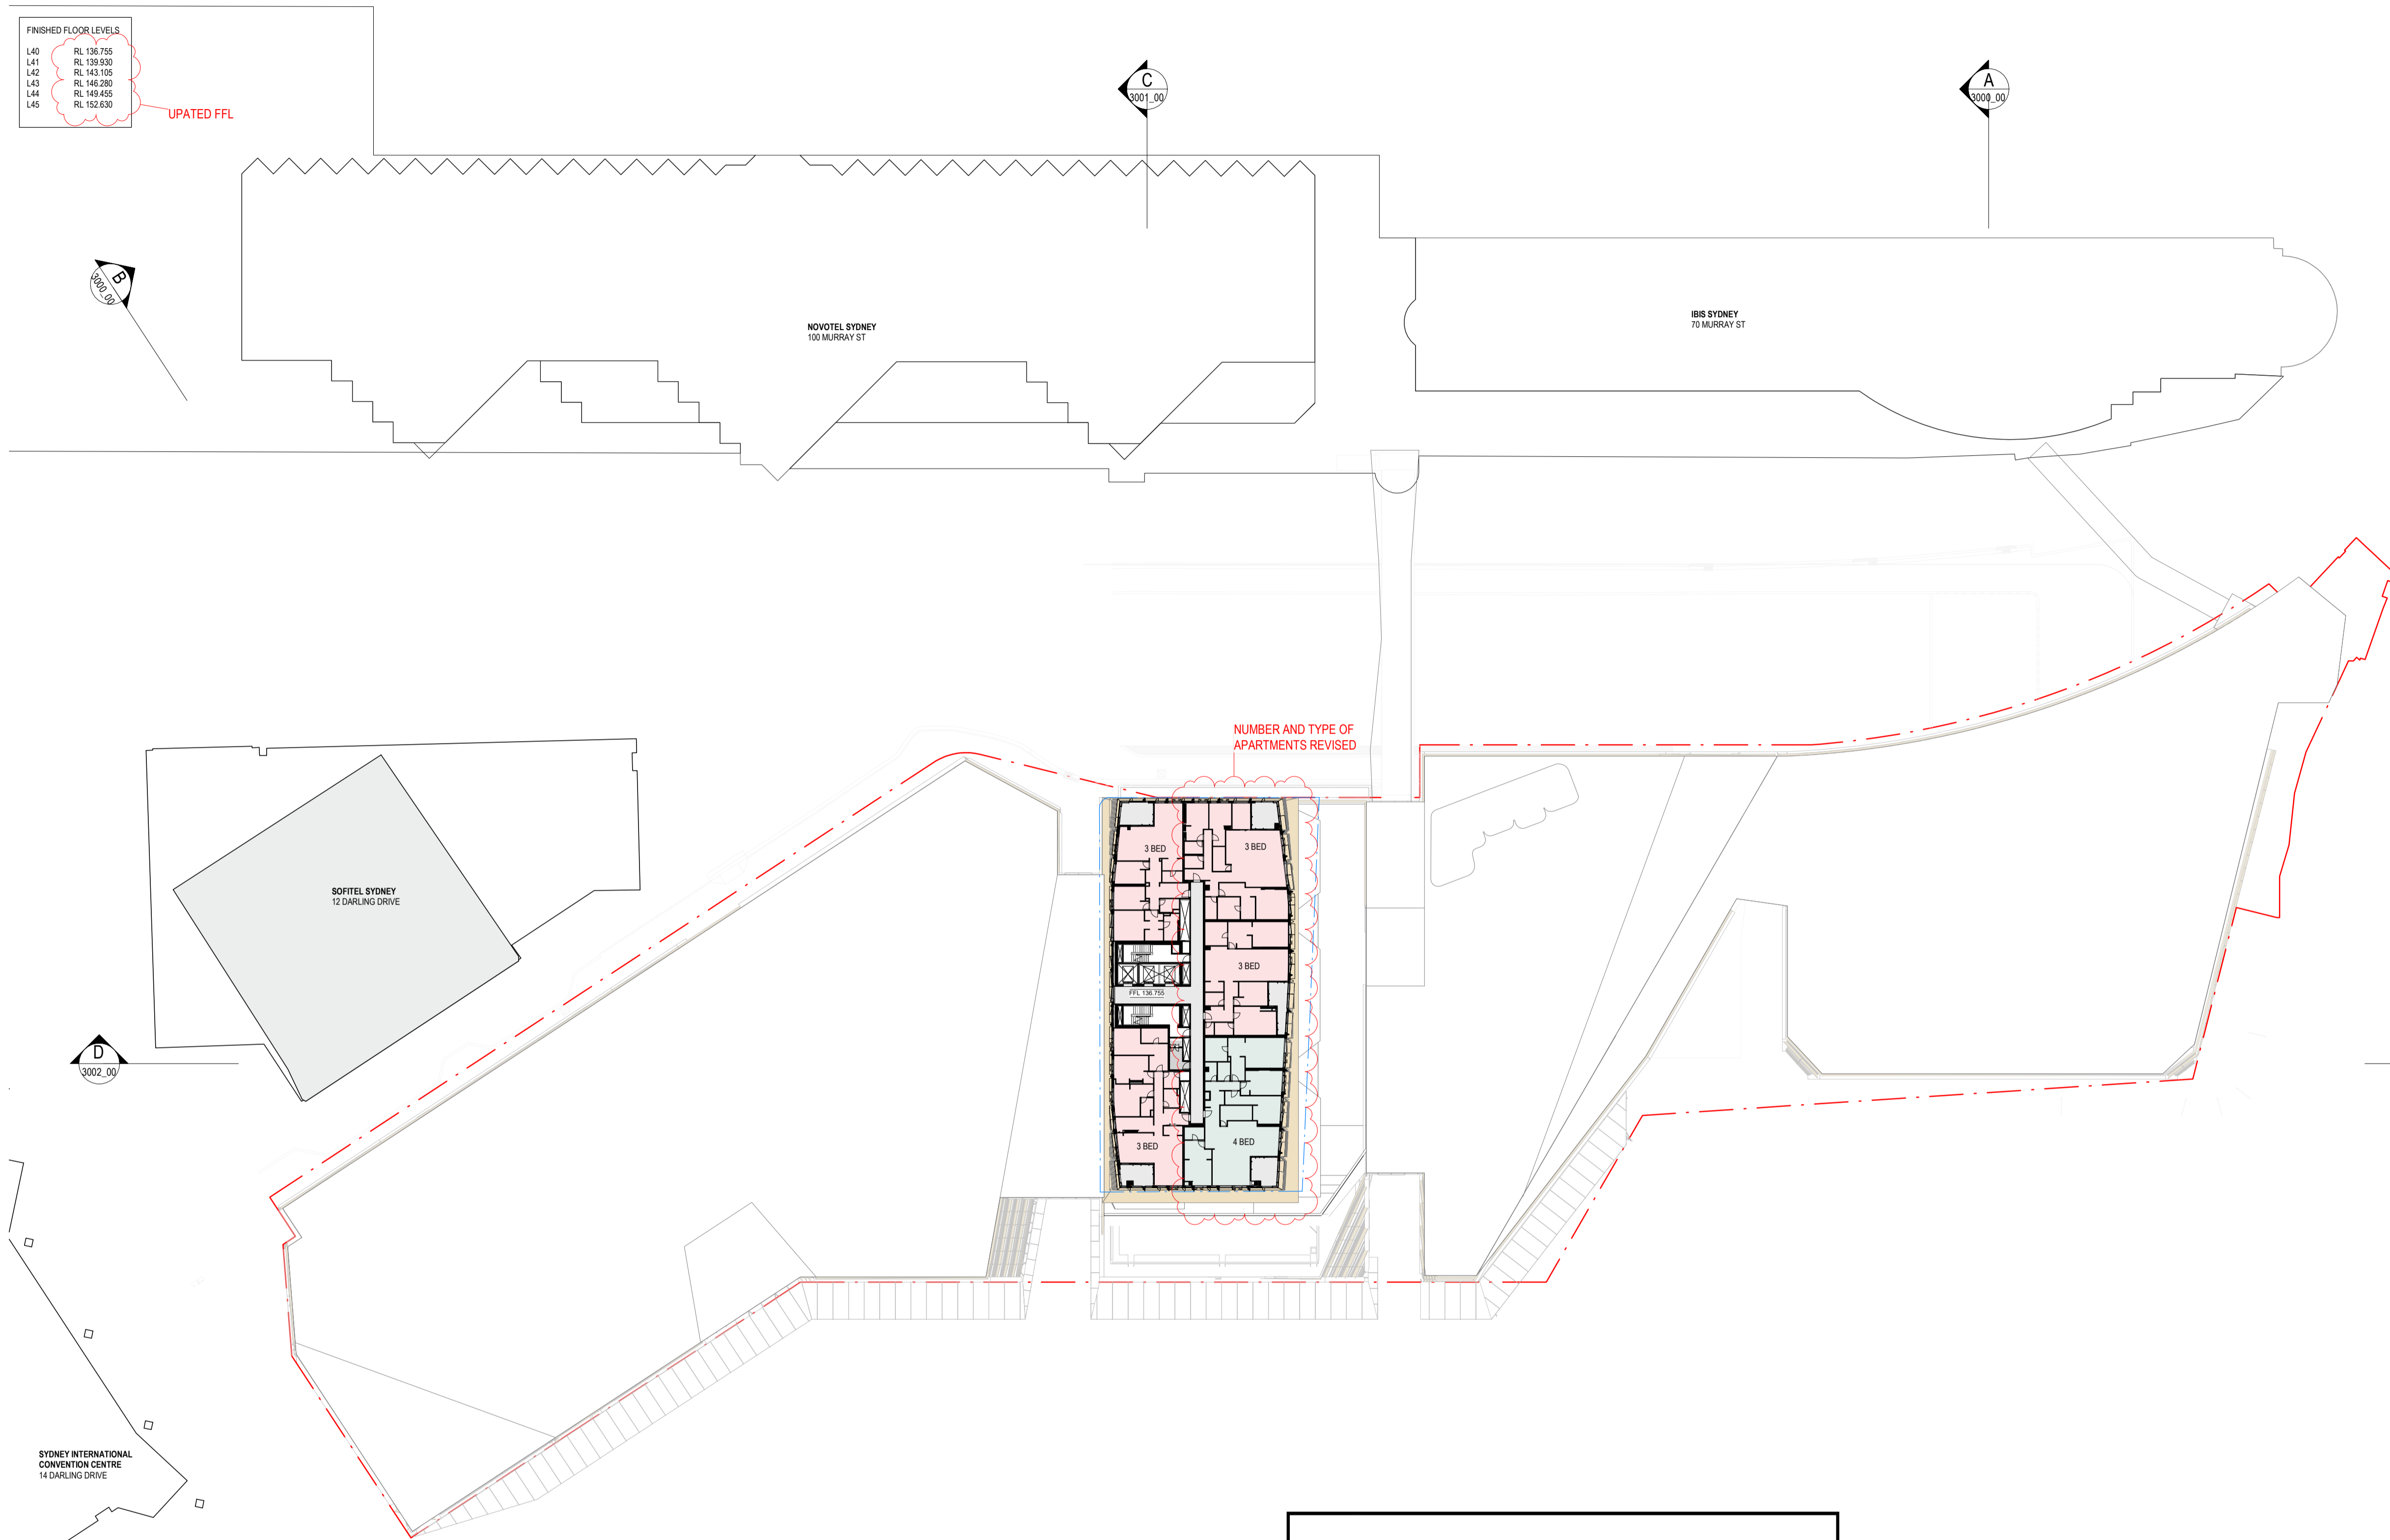 FINISHED FLOOR LEVELS
L40 RL 136.755
L41 RL 139.930
L42 RL 143.105
L43 RL 146.280
L44 RL 149.455
L45 RL 152.630
UPATED FFL
C
3001_00
A
3000_00
B
3000_00
NOVOTEL SYDNEY
100 MURRAY ST
IBIS SYDNEY
70 MURRAY ST
NUMBER AND TYPE OF
APARTMENTS REVISED
3 BED
3 BED
SOFITEL SYDNEY
12 DARLING DRIVE
3 BED
FFL 136.755
D
3002_00
3 BED
4 BED
SYDNEY INTERNATIONAL
CONVENTION CENTRE
14 DARLING DRIVE